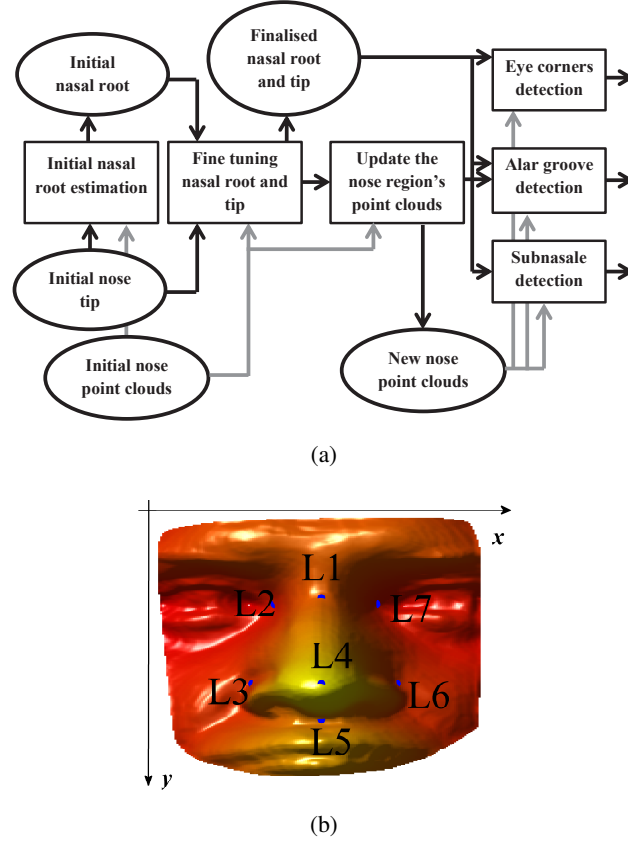 Initial
nasal root
Finalised
nasal root
and tip
Eye corners
detection
Initial nasal
root estimation
Fine tuning
nasal root and
tip
Update the
nose region's
point clouds
Alar groove
detection
Initial nose
tip
Subnasale
detection
Initial nose
point clouds
New nose
point clouds
(a)
x
L1
L2
L7
L4
L3
L6
L5
y
(b)